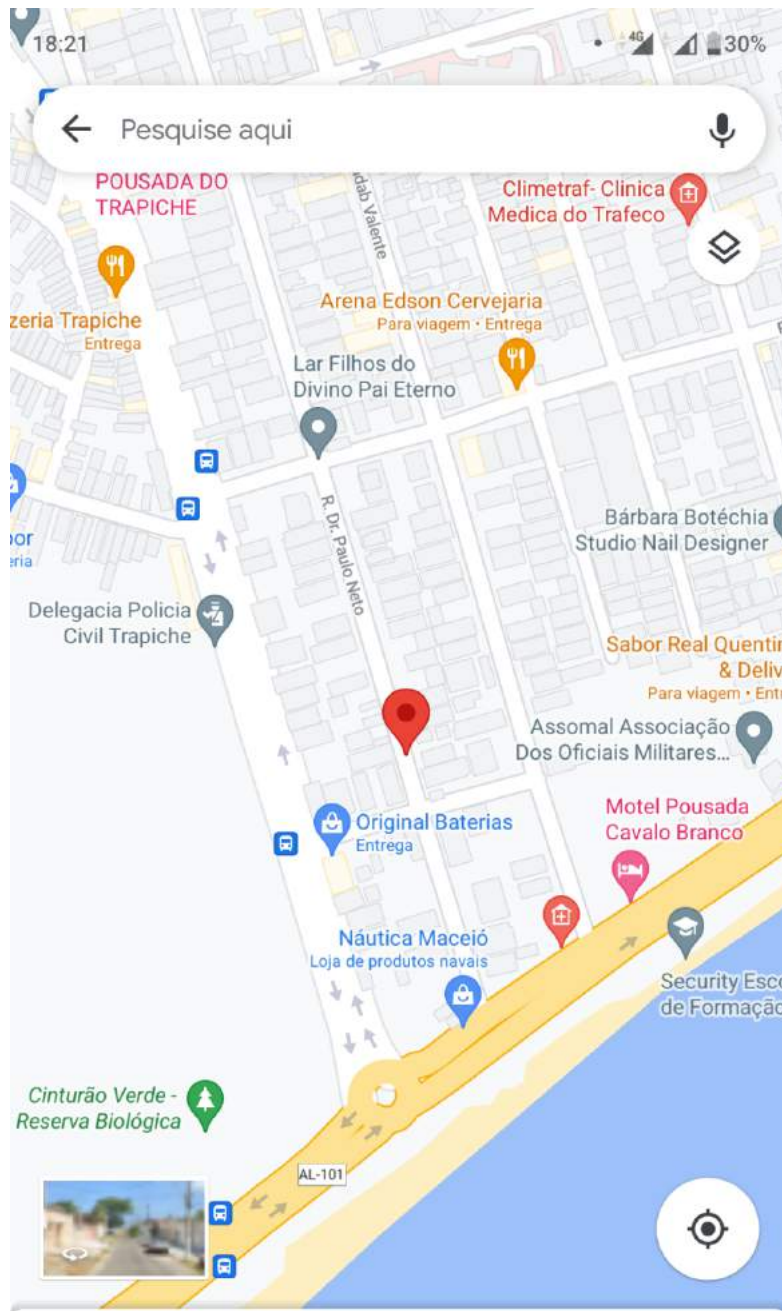 18:21
4G
30%
Pesquise aqui
POUSADA DO
TRAPICHE
Valente
Climetraf- Clinica
Medica do Trafeco
zeria Trapiche
Entrega
Arena Edson Cervejaria
Para viagem • Entrega
Lar Filhos do
Divino Pai Eterno
R. Dr. Paulo Neto
Bárbara Botéchia
Studio Nail Designer
Delegacia Policia
Civil Trapiche
Sabor Real Quentin
& Deliv
Para viagem • Entr
Assomal Associação
Dos Oficiais Militares...
Original Baterias
Entrega
Motel Pousada
Cavalo Branco
Náutica Maceió
Loja de produtos navais
Security Esco
de Formação
Cinturão Verde -
Reserva Biológica
AL-101